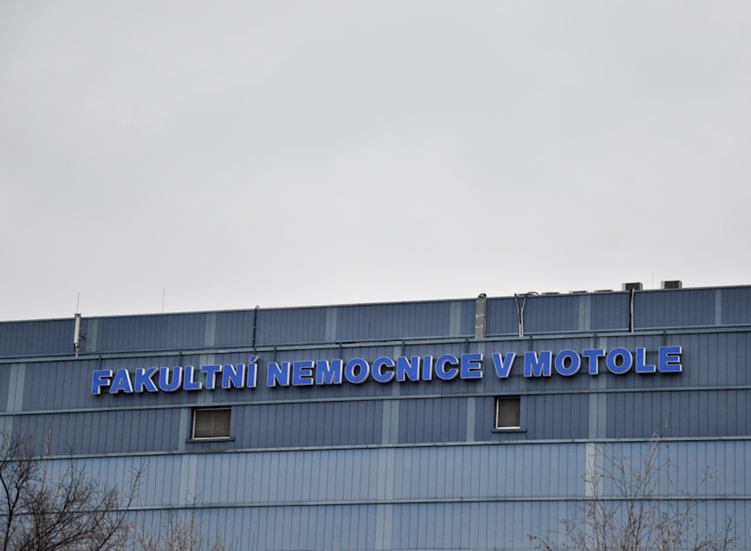 FAKULTNÍ NEMOCNICE V MOTOLE